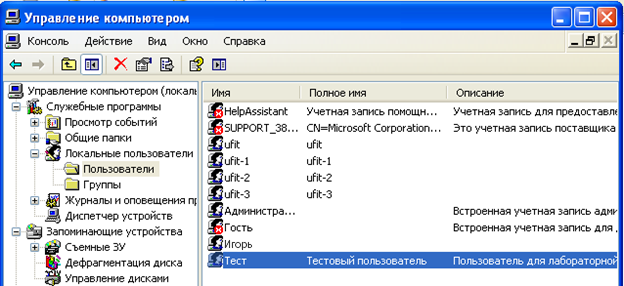 Управление компьютером
Консоль Действие Вид Окно Справка
Управление компьютером (локаль
Служебные программы
Просмотр событий
Общие папки
Локальные пользователи
Пользователи
Группы
Журналы и оповещения п
Диспетчер устройств
Запоминающие устройства
Съемные ЗУ
Дефрагментация диска
Управление дисками
Имя Полное имя Описание
HelpAssistant Учетная запись помощн... Учетная запись для предоставле
SUPPORT_38... CN=Microsoft Corporation... Это учетная запись поставщика
ufit ufit
ufit-1 ufit-1
ufit-2 ufit-2
ufit-3 ufit-3
Администра... Встроенная учетная запись адми
Гость Встроенная учетная запись для
Игорь
Тест Тестовый пользователь Пользователь для лабораторной